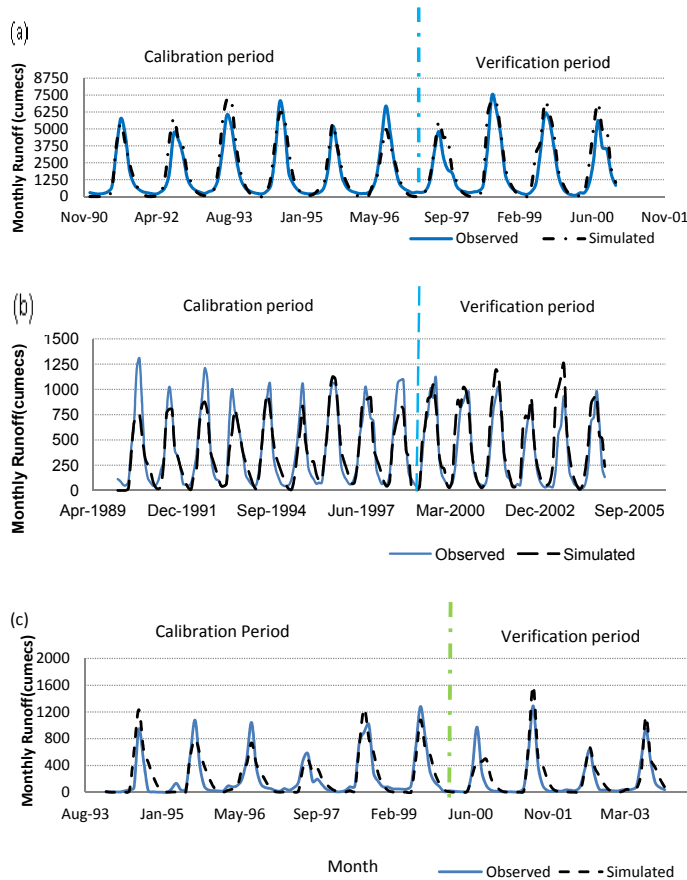 (a)
Calibration period
Verification period
Monthly Runoff (cumecs)
8750
7500
6250
5000
3750
2500
1250
0
Nov-90 Apr-92 Aug-93 Jan-95 May-96 Sep-97 Feb-99 Jun-00 Nov-01
Observed Simulated
(b)
Calibration period
Verification period
Monthly Runoff(cumecs)
1500
1250
1000
750
500
250
0
Apr-1989 Dec-1991 Sep-1994 Jun-1997 Mar-2000 Dec-2002 Sep-2005
Observed Simulated
(c)
Calibration Period
Verification period
Monthly Runoff(cumecs)
2000
1600
1200
800
400
0
Aug-93 Jan-95 May-96 Sep-97 Feb-99 Jun-00 Nov-01 Mar-03
Month
Observed Simulated